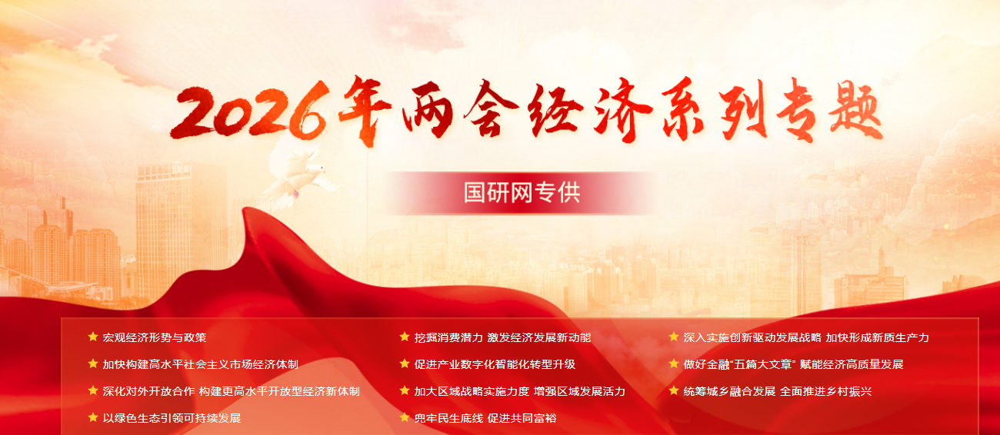 2026年两会经济系列专题
国研网专供
宏观经济形势与政策
挖掘消费潜力 激发经济发展新动能
深入实施创新驱动发展战略 加快形成新质生产力
加快构建高水平社会主义市场经济体制
促进产业数字化智能化转型升级
做好金融“五篇大文章” 赋能经济高质量发展
深化对外开放合作 构建更高水平开放型经济新体制
加大区域战略实施力度 增强区域发展活力
统筹城乡融合发展 全面推进乡村振兴
以绿色生态引领可持续发展
兜牢民生底线 促进共同富裕